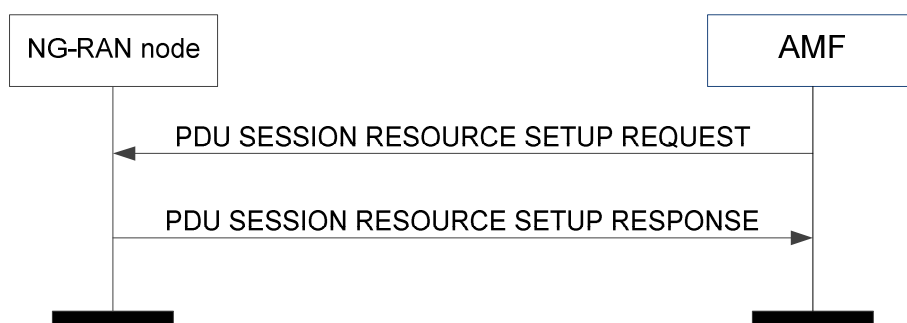 NG-RAN node
AMF
PDU SESSION RESOURCE SETUP REQUEST
PDU SESSION RESOURCE SETUP RESPONSE